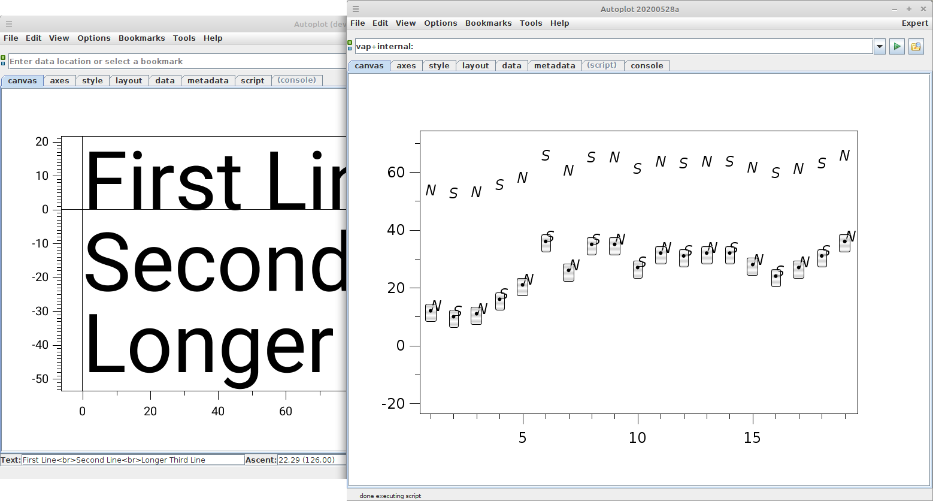 Autoplot (dev
File Edit View Options Bookmarks Tools Help
Enter data location or select a bookmark
canvas axes style layout data metadata script (console)
20
10
0
-10
-20
-30
-40
-50
First Lin
Second
Longer
0 20 40 60
Text: First Line<br>Second Line<br>Longer Third Line Ascent: 22.29 (126.00)
Autoplot 20200528a
File Edit View Options Bookmarks Tools Help Expert
vap+internal:
canvas axes style layout data metadata (script) console
60
40
20
0
-20
N S N S N S N S N S N S N S N S N S N
N S N S N S N S N S N S N S N S N S N
5 10 15
done executing script